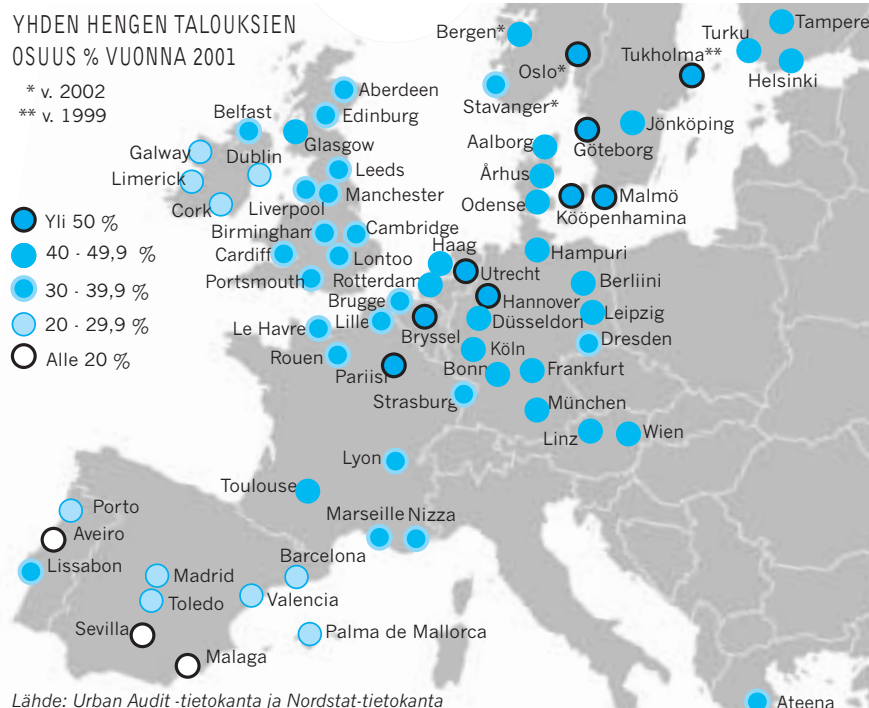 YHDEN HENGEN TALOUKSIEN
OSUUS % VUONNA 2001
* v. 2002
** v. 1999
Bergen*
Oslo*
Stavanger*
Tukholma**
Turku
Tampere
Helsinki
Aberdeen
Edinburg
Belfast
Glasgow
Galway
Dublin
Limerick
Cork
Leeds
Liverpool
Manchester
Birmingham
Cambridge
Cardiff
Lontoo
Portsmouth
Aalborg
Århus
Odense
Göteborg
Jönköping
Malmö
Kööpenhamina
Yli 50 %
40 - 49,9 %
30 - 39,9 %
20 - 29,9 %
Alle 20 %
Haag
Rotterdam
Utrecht
Hampuri
Hannover
Berliini
Brugge
Lille
Bryssel
Düsseldorf
Leipzig
Dresden
Le Havre
Rouen
Pariisi
Köln
Bonn
Frankfurt
Strasburg
München
Linz
Wien
Lyon
Toulouse
Marseille
Nizza
Porto
Aveiro
Lissabon
Madrid
Toledo
Barcelona
Valencia
Sevilla
Malaga
Palma de Mallorca
Ateena
Lähde: Urban Audit -tietokanta ja Nordstat-tietokanta